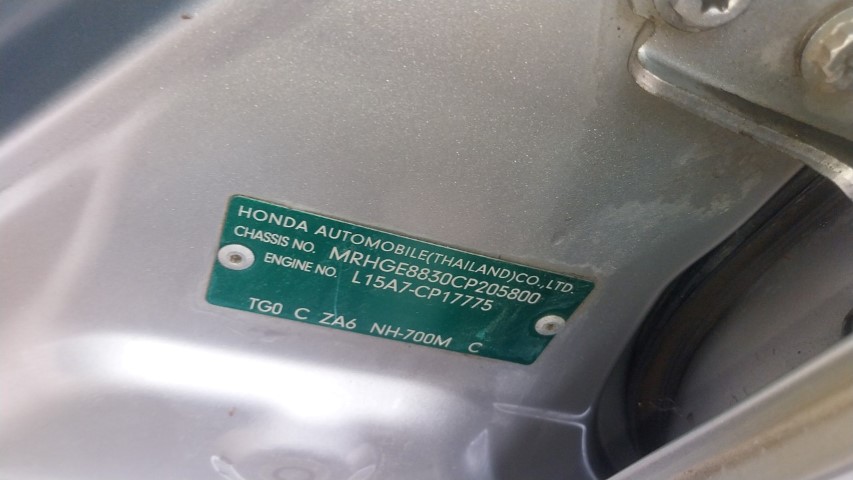 HONDA AUTOMOBILE(THAILAND)CO.,LTD.
CHASSIS NO. MRHGE8830CP205800
ENGINE NO. L15A7-CP17775
TG0 C ZA6 NH-700M C